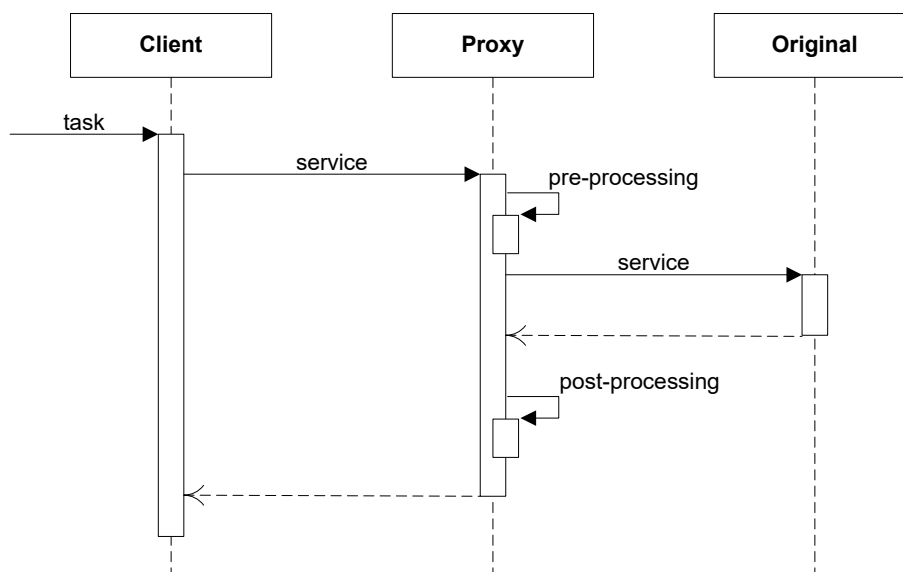 Client
Proxy
Original
task
service
pre-processing
service
post-processing